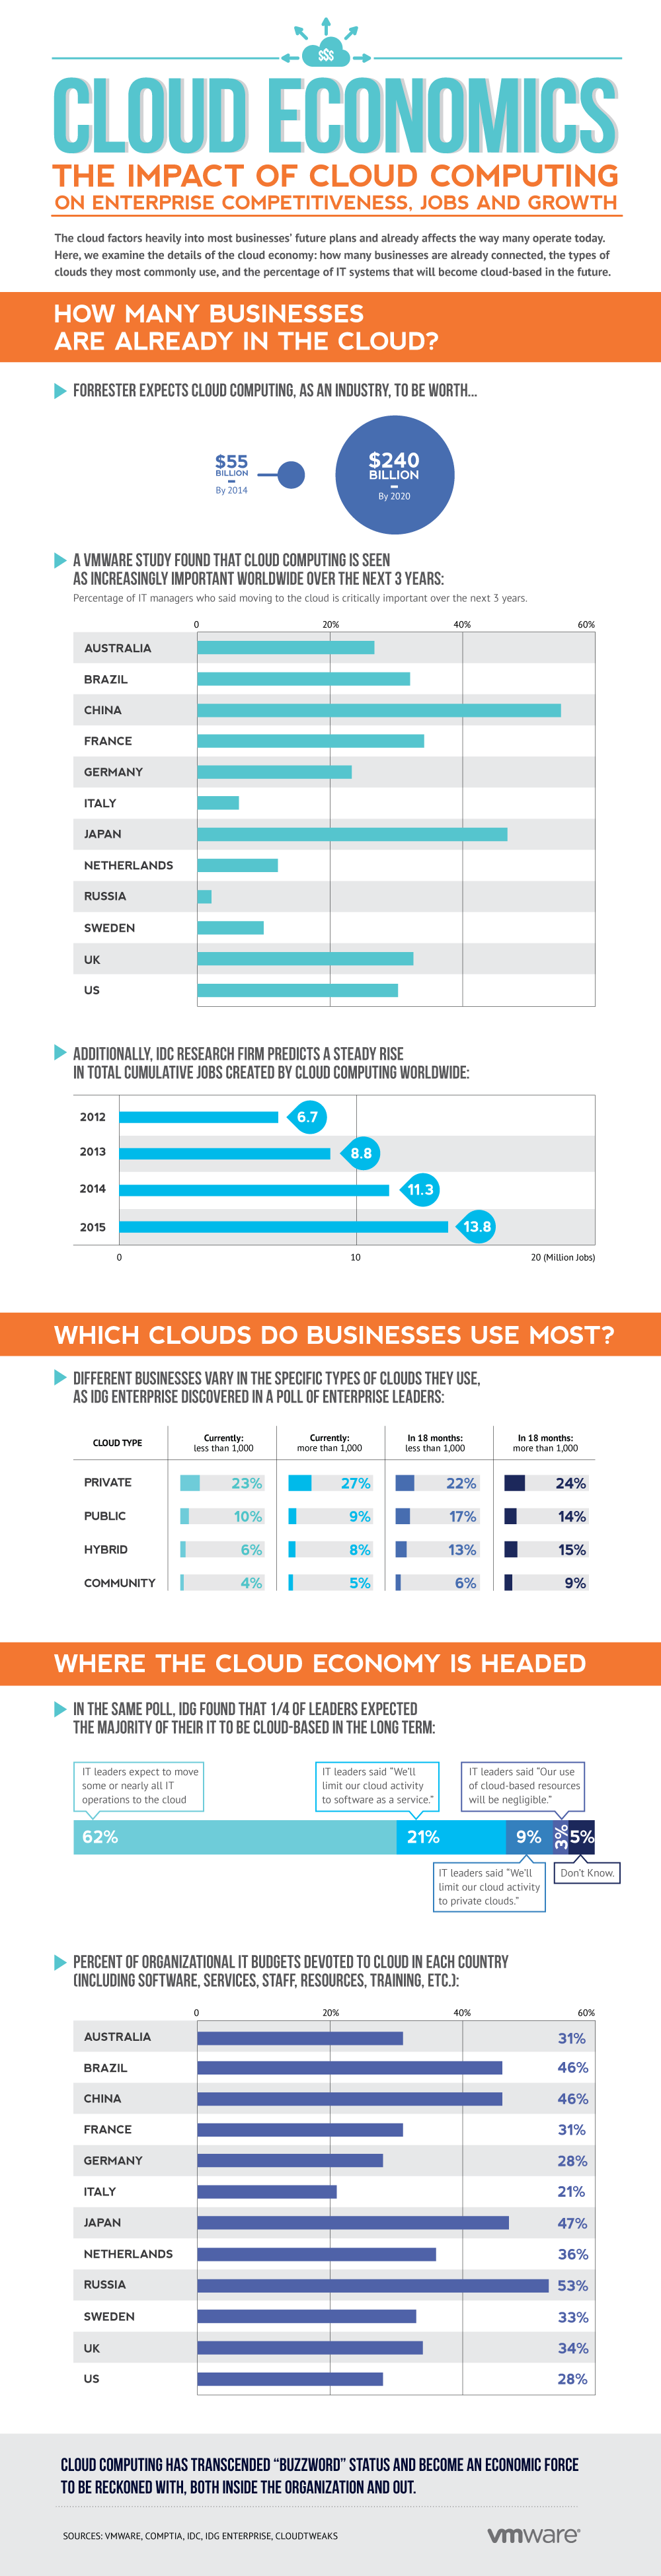 $$$
CLOUD ECONOMICS
THE IMPACT OF CLOUD COMPUTING
ON ENTERPRISE COMPETITIVENESS, JOBS AND GROWTH
The cloud factors heavily into most businesses' future plans and already affects the way many operate today.
Here, we examine the details of the cloud economy: how many businesses are already connected, the types of
clouds they most commonly use, and the percentage of IT systems that will become cloud-based in the future.
HOW MANY BUSINESSES
ARE ALREADY IN THE CLOUD?
FORRESTER EXPECTS CLOUD COMPUTING, AS AN INDUSTRY, TO BE WORTH...
$55
BILLION
By 2014
$240
BILLION
By 2020
A VMWARE STUDY FOUND THAT CLOUD COMPUTING IS SEEN
AS INCREASINGLY IMPORTANT WORLDWIDE OVER THE NEXT 3 YEARS:
Percentage of IT managers who said moving to the cloud is critically important over the next 3 years.
0 20% 40% 60%
AUSTRALIA
BRAZIL
CHINA
FRANCE
GERMANY
ITALY
JAPAN
NETHERLANDS
RUSSIA
SWEDEN
UK
US
ADDITIONALLY, IDC RESEARCH FIRM PREDICTS A STEADY RISE
IN TOTAL CUMULATIVE JOBS CREATED BY CLOUD COMPUTING WORLDWIDE:
2012 6.7
2013 8.8
2014 11.3
2015 13.8
0 10 20 (Million Jobs)
WHICH CLOUDS DO BUSINESSES USE MOST?
DIFFERENT BUSINESSES VARY IN THE SPECIFIC TYPES OF CLOUDS THEY USE,
AS IDG ENTERPRISE DISCOVERED IN A POLL OF ENTERPRISE LEADERS:
CLOUD TYPE
Currently:
less than 1,000
Currently:
more than 1,000
In 18 months:
less than 1,000
In 18 months:
more than 1,000
PRIVATE 23% 27% 22% 24%
PUBLIC 10% 9% 17% 14%
HYBRID 6% 8% 13% 15%
COMMUNITY 4% 5% 6% 9%
WHERE THE CLOUD ECONOMY IS HEADED
IN THE SAME POLL, IDG FOUND THAT 1/4 OF LEADERS EXPECTED
THE MAJORITY OF THEIR IT TO BE CLOUD-BASED IN THE LONG TERM:
IT leaders expect to move
some or nearly all IT
operations to the cloud
IT leaders said "We'll
limit our cloud activity
to software as a service."
IT leaders said "Our use
of cloud-based resources
will be negligible."
62% 21% 9% 3% 5%
IT leaders said "We'll
limit our cloud activity
to private clouds."
Don't Know.
PERCENT OF ORGANIZATIONAL IT BUDGETS DEVOTED TO CLOUD IN EACH COUNTRY
(INCLUDING SOFTWARE, SERVICES, STAFF, RESOURCES, TRAINING, ETC.):
0 20% 40% 60%
AUSTRALIA 31%
BRAZIL 46%
CHINA 46%
FRANCE 31%
GERMANY 28%
ITALY 21%
JAPAN 47%
NETHERLANDS 36%
RUSSIA 53%
SWEDEN 33%
UK 34%
US 28%
CLOUD COMPUTING HAS TRANSCENDED "BUZZWORD" STATUS AND BECOME AN ECONOMIC FORCE
TO BE RECKONED WITH, BOTH INSIDE THE ORGANIZATION AND OUT.
SOURCES: VMWARE, COMPTIA, IDC, IDG ENTERPRISE, CLOUDTWEAKS
vmware®